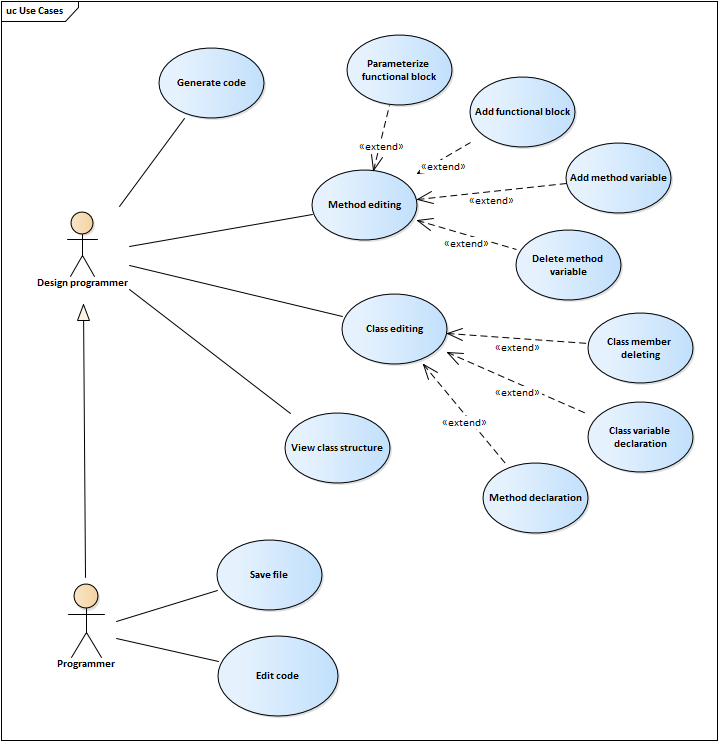 uc Use Cases
Generate code
Parameterize
functional block
Add functional block
«extend»
«extend»
Add method variable
Method editing
«extend»
«extend»
Delete method
variable
Design programmer
Class editing
Class member
deleting
«extend»
«extend»
Class variable
declaration
«extend»
View class structure
Method declaration
Save file
Programmer
Edit code